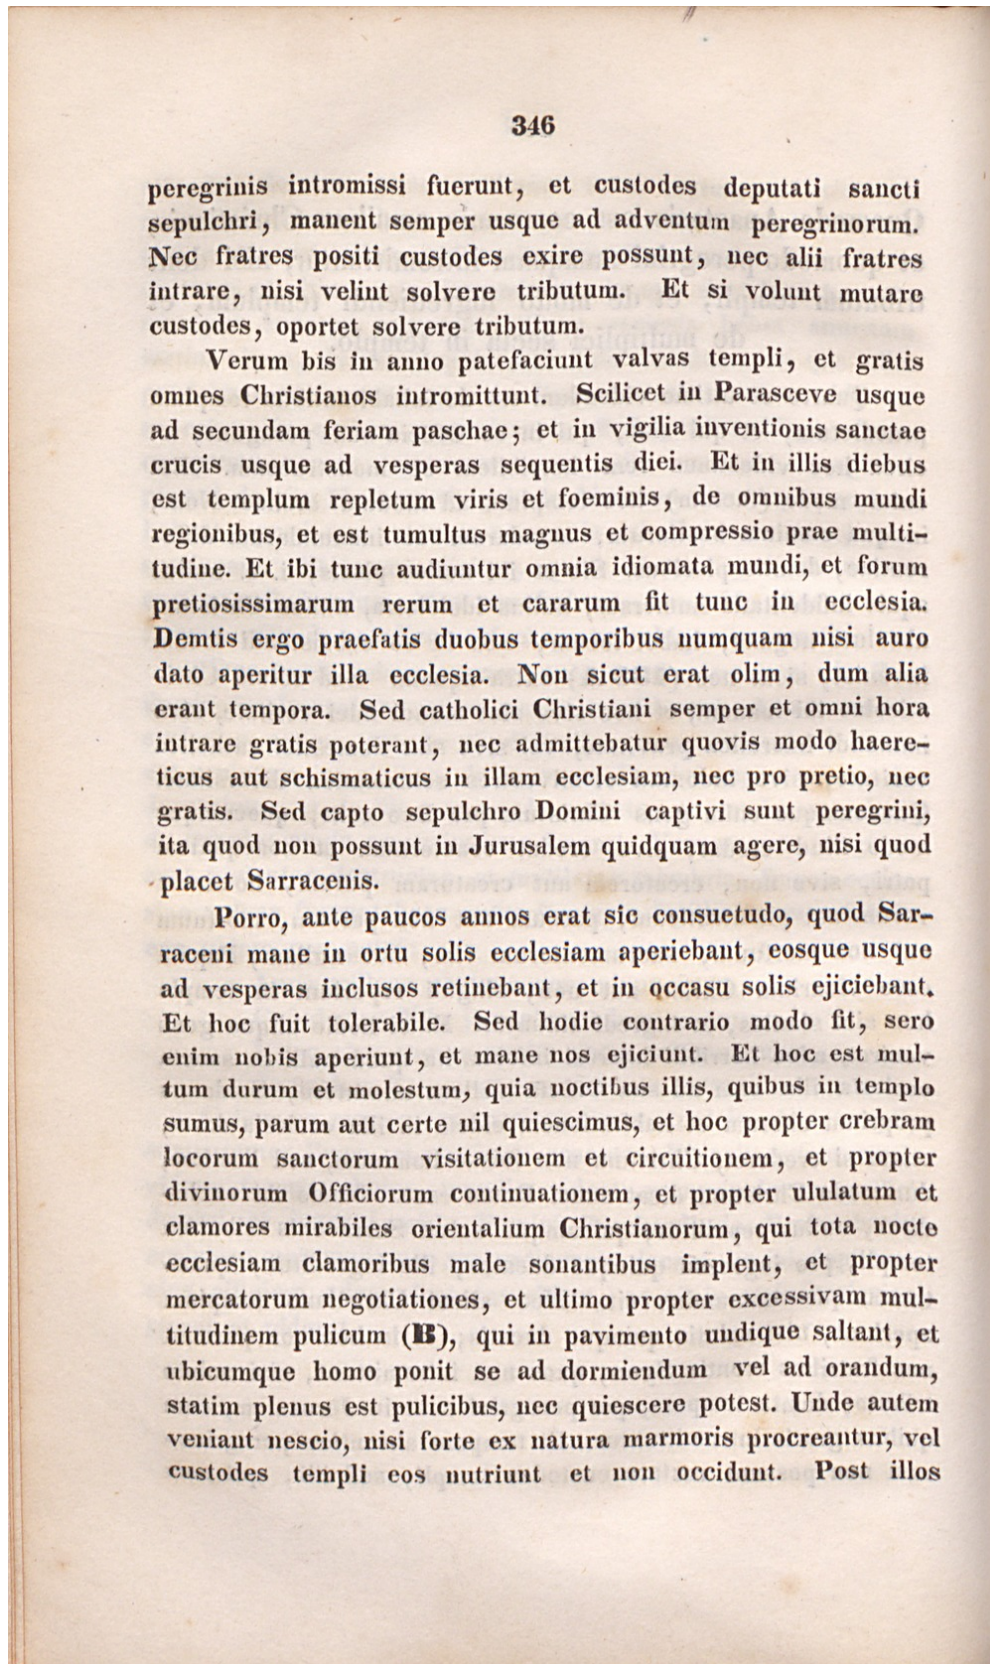 346
peregrinis intromissi fuerunt, et custodes deputati sancti
sepulchri, manent semper usque ad adventum peregrinorum.
Nec fratres positi custodes exire possunt, nec alii fratres
intrare, nisi velint solvere tributum. Et si volunt mutare
custodes, oportet solvere tributum.
Verum bis in anno patefaciunt valvas templi, et gratis
omnes Christianos intromittunt. Scilicet in Parasceve usque
ad secundam feriam paschae; et in vigilia inventionis sanctae
crucis usque ad vesperas sequentis diei. Et in illis diebus
est templum repletum viris et foeminis, de omnibus mundi
regionibus, et est tumultus magnus et compressio prae multi-
tudine. Et ibi tunc audiuntur omnia idiomata mundi, et forum
pretiosissimarum rerum et cararum fit tunc in ecclesia.
Demtis ergo praefatis duobus temporibus numquam nisi auro
dato aperitur illa ecclesia. Non sicut erat olim, dum alia
erant tempora. Sed catholici Christiani semper et omni hora
intrare gratis poterant, nec admittebatur quovis modo haere-
ticus aut schismaticus in illam ecclesiam, nec pro pretio, nec
gratis. Sed capto sepulchro Domini captivi sunt peregrini,
ita quod non possunt in Jurusalem quidquam agere, nisi quod
placet Sarracenis.
Porro, ante paucos annos erat sic consuetudo, quod Sar-
raceni mane in ortu solis ecclesiam aperiebant, eosque usque
ad vesperas inclusos retinebant, et in occasu solis ejiciebant.
Et hoc fuit tolerabile. Sed hodie contrario modo fit, sero
enim nobis aperiunt, et mane nos ejiciunt. Et hoc est mul-
tum durum et molestum, quia noctibus illis, quibus in templo
sumus, parum aut certe nil quiescimus, et hoc propter crebram
locorum sanctorum visitationem et circuitionem, et propter
divinorum Officiorum continuationem, et propter ululatum et
clamores mirabiles orientalium Christianorum, qui tota nocte
ecclesiam clamoribus male sonantibus implent, et propter
mercatorum negotiationes, et ultimo propter excessivam mul-
titudinem pulicum (B), qui in pavimento undique saltant, et
ubicumque homo ponit se ad dormiendum vel ad orandum,
statim plenus est pulicibus, nec quiescere potest. Unde autem
veniant nescio, nisi forte ex natura marmoris procreantur, vel
custodes templi eos nutriunt et non occidunt. Post illos